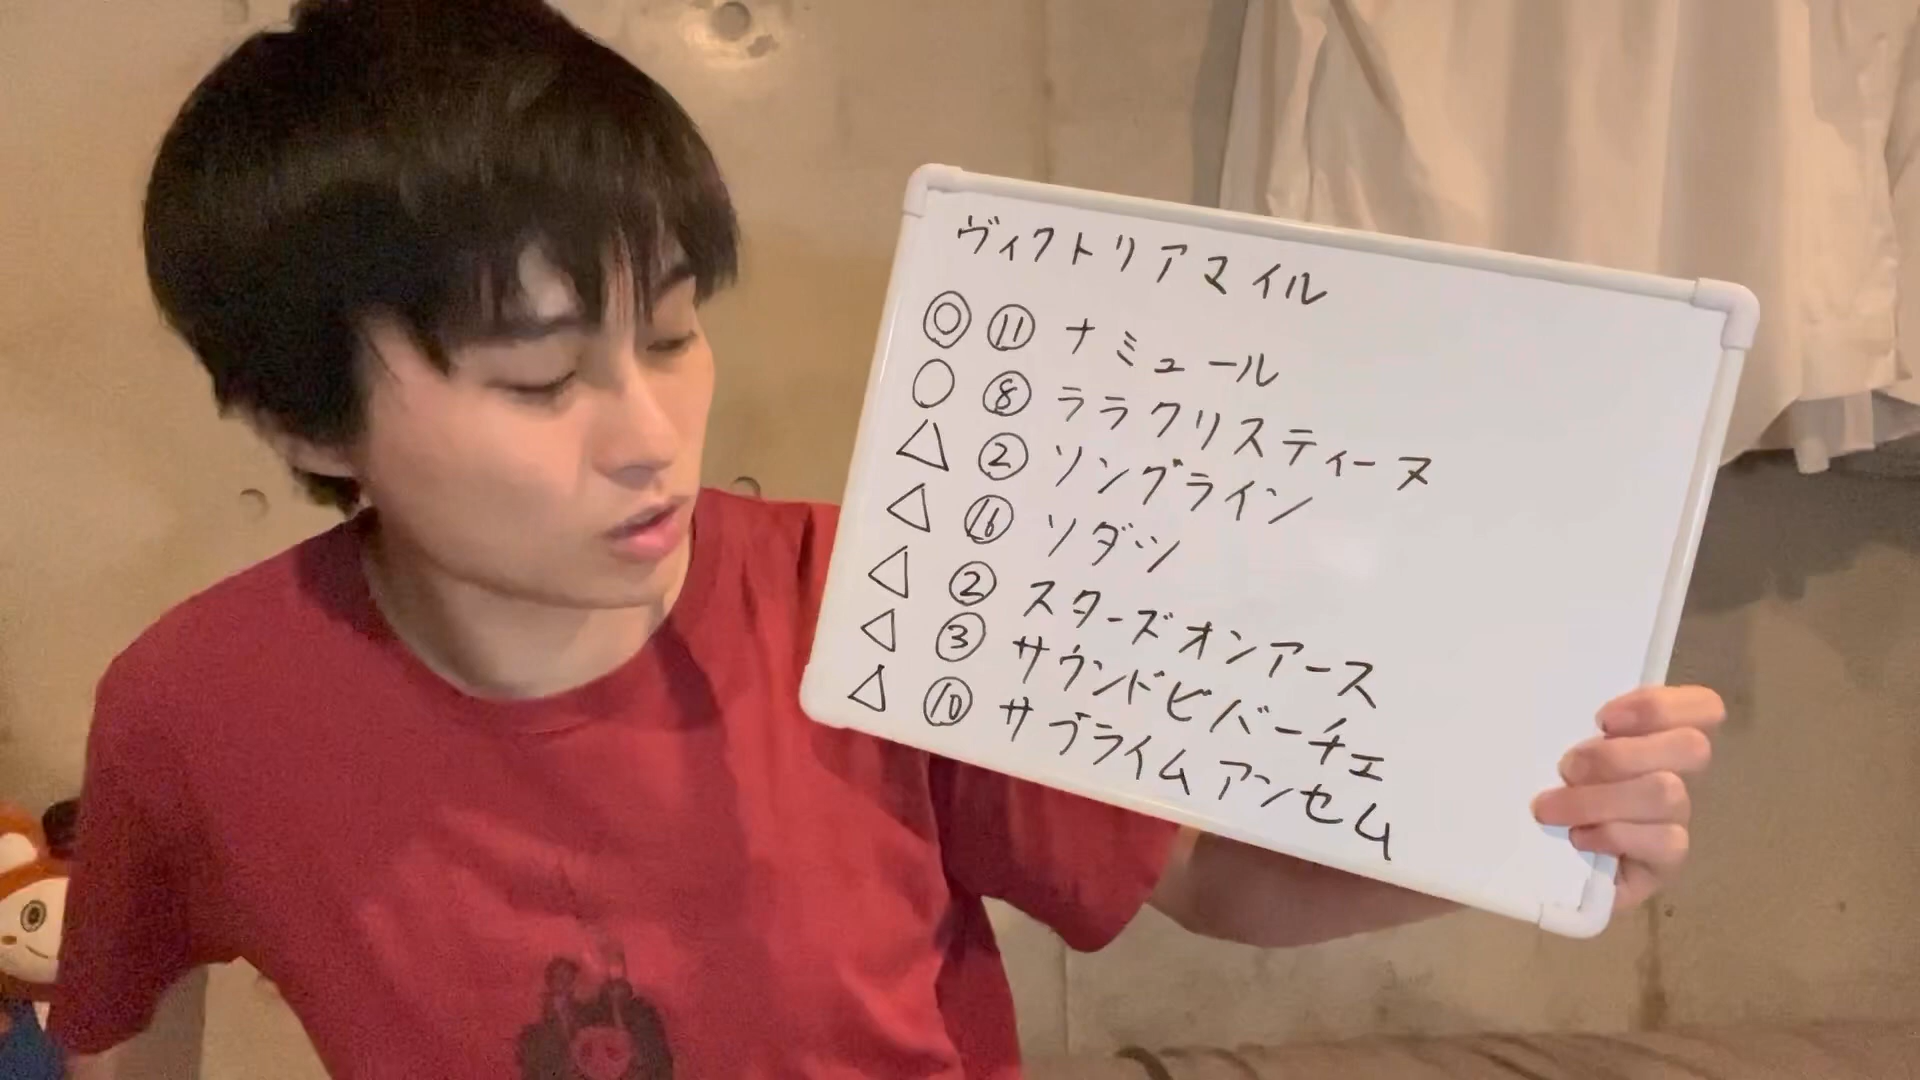 ヴィクトリアマイル
◎ ⑪ ナミュール
○ ⑧ ララクリスティーヌ
△ ② ソングライン
△ ⑯ ソダシ
△ ② スターズオンアース
△ ③ サウンドビバーチェ
△ ⑩ サブライムアンセム